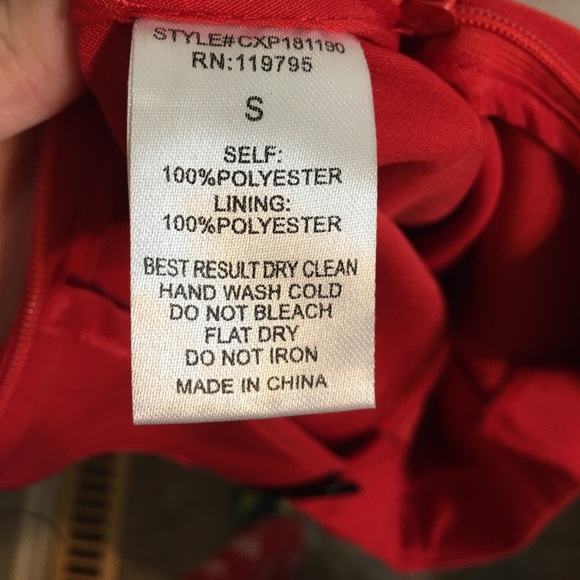 STYLE#CXP181190
RN:119795
S
SELF:
100%POLYESTER
LINING:
100%POLYESTER
BEST RESULT DRY CLEAN
HAND WASH COLD
DO NOT BLEACH
FLAT DRY
DO NOT IRON
MADE IN CHINA